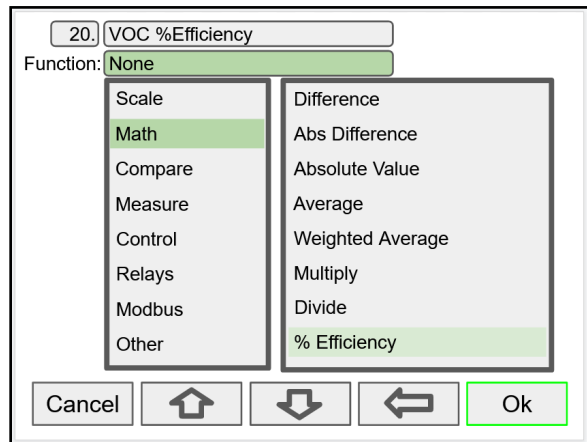 20. VOC %Efficiency
Function: None
Scale
Math
Compare
Measure
Control
Relays
Modbus
Other
Difference
Abs Difference
Absolute Value
Average
Weighted Average
Multiply
Divide
% Efficiency
Cancel
Ok